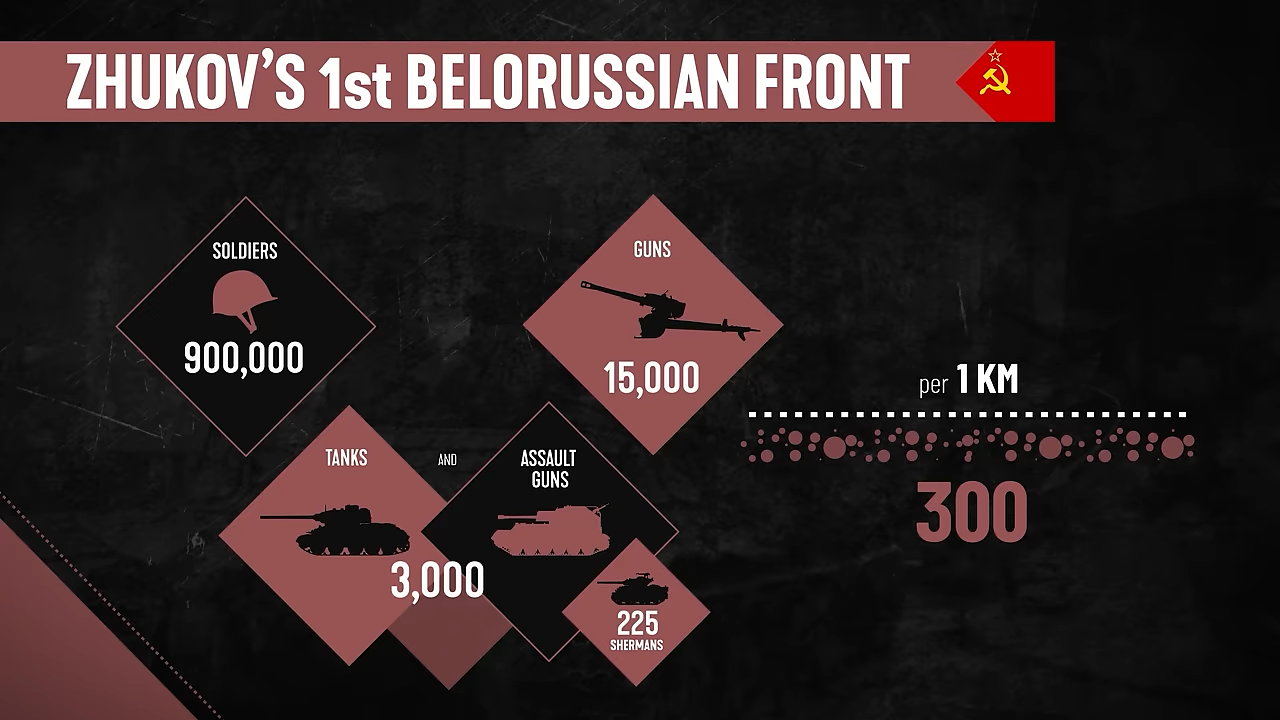 ZHUKOV'S 1st BELORUSSIAN FRONT
SOLDIERS
900,000
GUNS
15,000
per 1 KM
300
TANKS
AND
ASSAULT
GUNS
3,000
225
SHERMANS